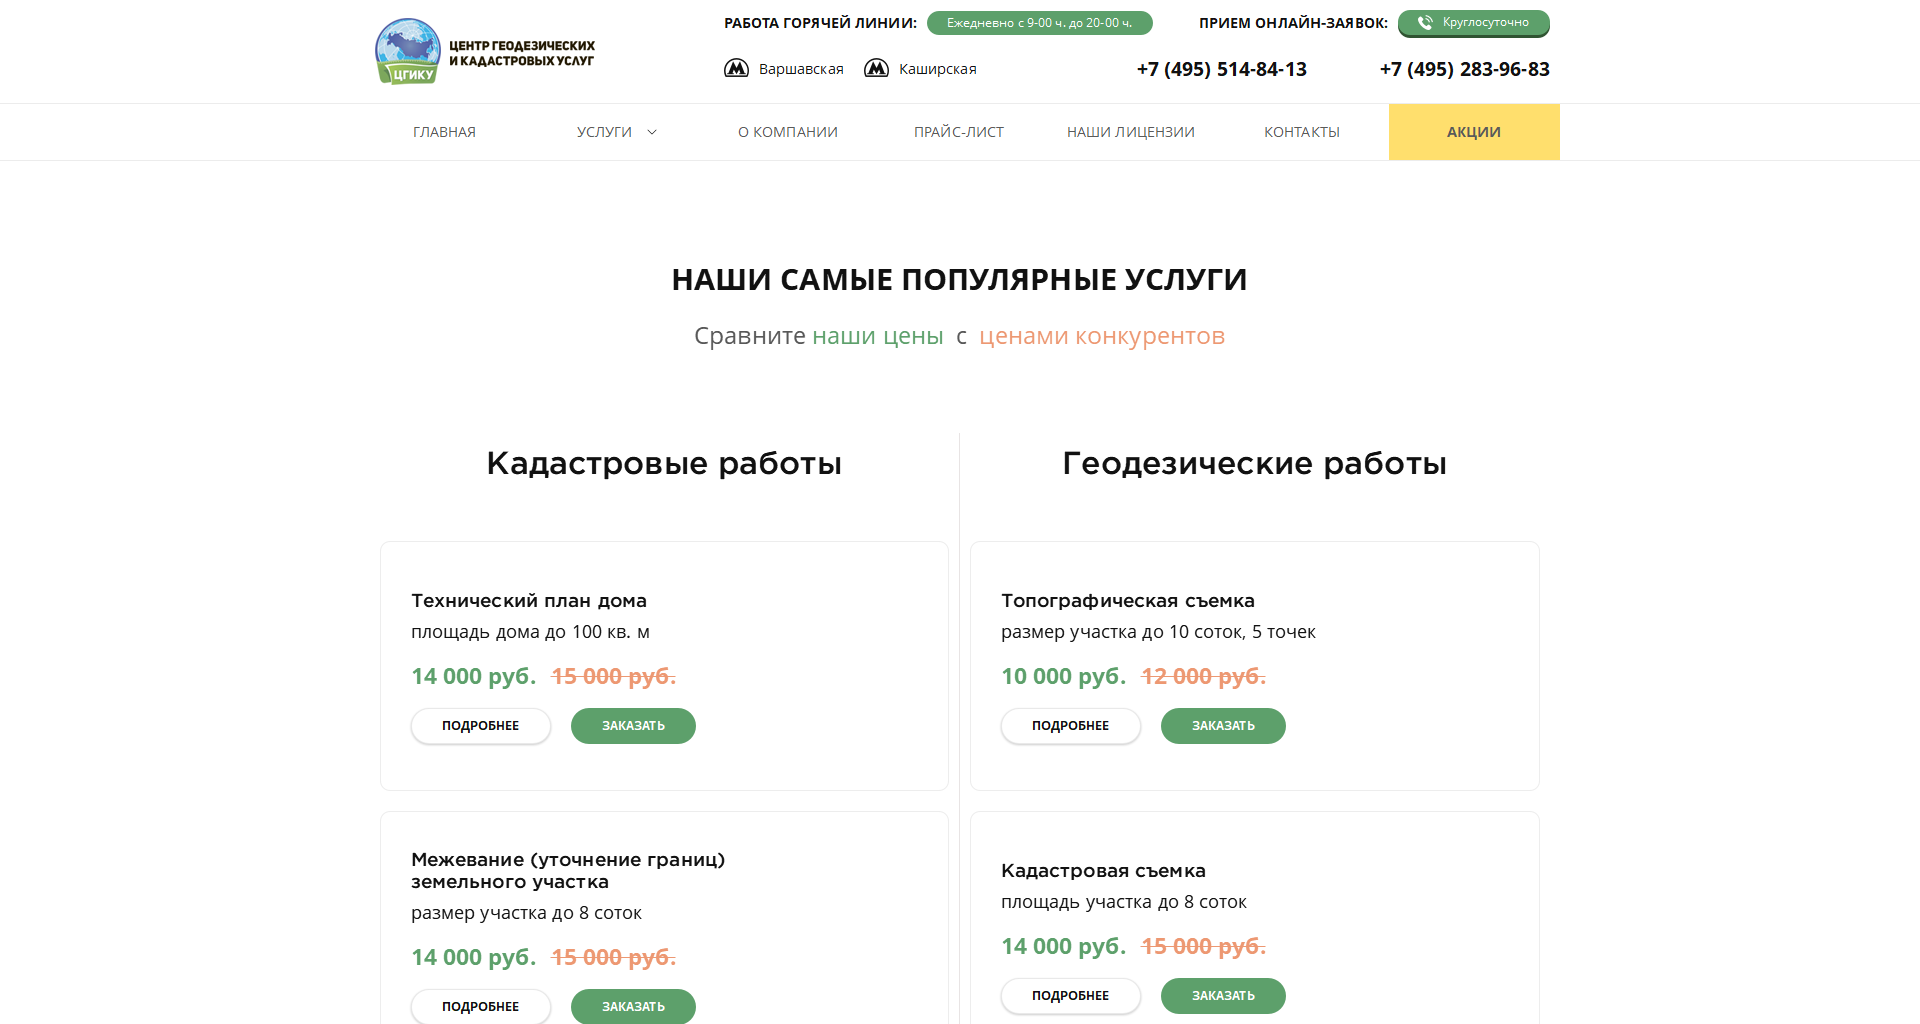 ЦГИКУ
ЦЕНТР ГЕОДЕЗИЧЕСКИХ
И КАДАСТРОВЫХ УСЛУГ
РАБОТА ГОРЯЧЕЙ ЛИНИИ: Ежедневно с 9-00 ч. до 20-00 ч.
ПРИЕМ ОНЛАЙН-ЗАЯВОК: Круглосуточно
Варшавская Каширская
+7 (495) 514-84-13 +7 (495) 283-96-83
ГЛАВНАЯ УСЛУГИ О КОМПАНИИ ПРАЙС-ЛИСТ НАШИ ЛИЦЕНЗИИ КОНТАКТЫ АКЦИИ
НАШИ САМЫЕ ПОПУЛЯРНЫЕ УСЛУГИ
Сравните наши цены с ценами конкурентов
Кадастровые работы
Технический план дома
площадь дома до 100 кв. м
14 000 руб. 15 000 руб.
ПОДРОБНЕЕ ЗАКАЗАТЬ
Межевание (уточнение границ)
земельного участка
размер участка до 8 соток
14 000 руб. 15 000 руб.
ПОДРОБНЕЕ ЗАКАЗАТЬ
Геодезические работы
Топографическая съемка
размер участка до 10 соток, 5 точек
10 000 руб. 12 000 руб.
ПОДРОБНЕЕ ЗАКАЗАТЬ
Кадастровая съемка
площадь участка до 8 соток
14 000 руб. 15 000 руб.
ПОДРОБНЕЕ ЗАКАЗАТЬ